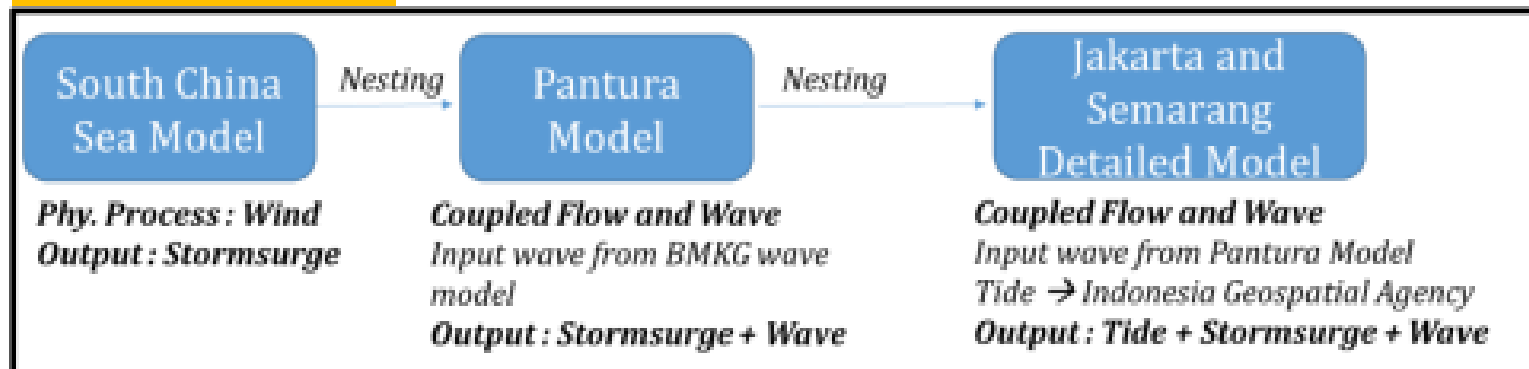 South China
Sea Model
Nesting
Pantura
Model
Nesting
Jakarta and
Semarang
Detailed Model
Phy. Process : Wind
Output : Stormsurge
Coupled Flow and Wave
Input wave from BMKG wave
model
Output : Stormsurge + Wave
Coupled Flow and Wave
Input wave from Pantura Model
Tide → Indonesia Geospatial Agency
Output : Tide + Stormsurge + Wave